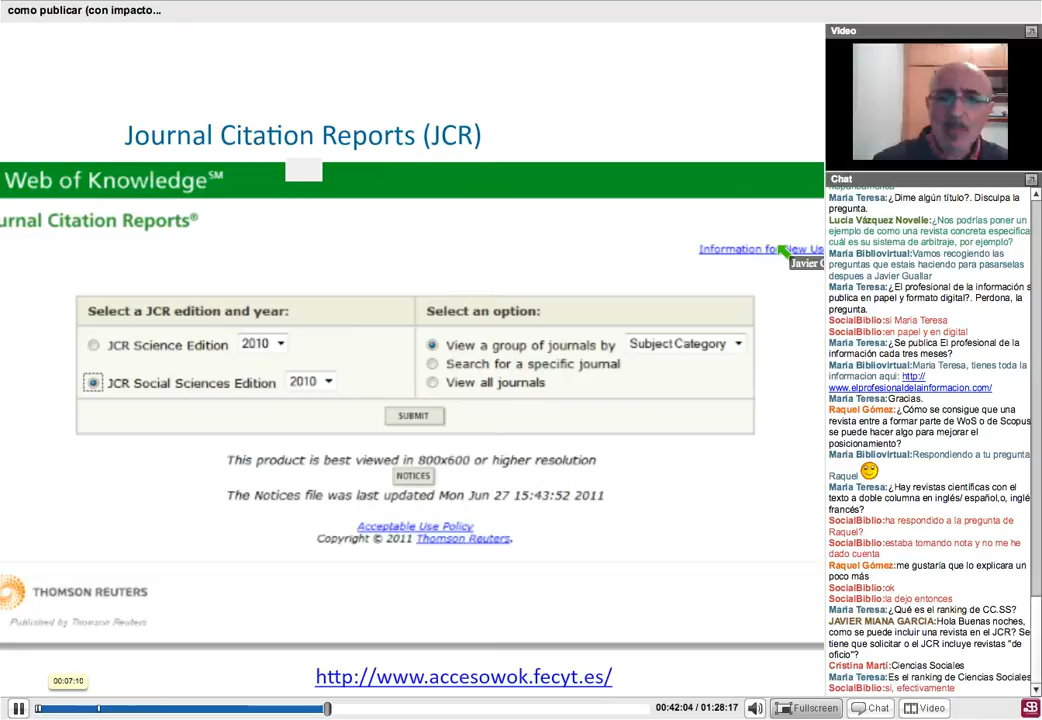 como publicar (con impacto...
Video
Journal Citation Reports (JCR)
Web of Knowledge℠
urnal Citation Reports®
Information for New Us
Javier G
Select a JCR edition and year:
Select an option:
JCR Science Edition 2010
JCR Social Sciences Edition 2010
View a group of journals by Subject Category
Search for a specific journal
View all journals
SUBMIT
This product is best viewed in 800x600 or higher resolution
NOTICES
The Notices file was last updated Mon Jun 27 15:43:52 2011
Acceptable Use Policy
Copyright © 2011 Thomson Reuters.
THOMSON REUTERS
Published by Thomson Reuters
http://www.accesowok.fecyt.es/
Chat
María Teresa:¿Dime algún título?. Disculpa la
pregunta.
Lucía Vázquez Novelle:¿Nos podrías poner un
ejemplo de como una revista concreta especifica
cuál es su sistema de arbitraje, por ejemplo?
María Bibliovirtual:Vamos recogiendo las
preguntas que estais haciendo para pasarselas
despues a Javier Guallar
María Teresa:¿El profesional de la información s
publica en papel y formato digital?. Perdona, la
pregunta.
SocialBiblio:si María Teresa
SocialBiblio:en papel y en digital
María Teresa:¿Se publica El profesional de la
información cada tres meses?
María Bibliovirtual:Maria Teresa, tienes toda la
informacion aqui: http://
www.elprofesionaldelainformacion.com/
María Teresa:Gracias.
Raquel Gómez:¿Cómo se consigue que una
revista entre a formar parte de WoS o de Scopus
se puede hacer algo para mejorar el
posicionamiento?
María Bibliovirtual:Respondiendo a tu pregunta
Raquel
María Teresa:¿Hay revistas científicas con el
texto a doble columna en inglés/ español,o, inglé
francés?
SocialBiblio:ha respondido a la pregunta de
Raquel?
SocialBiblio:estaba tomando nota y no me he
dado cuenta
Raquel Gómez:me gustaría que lo explicara un
poco más
SocialBiblio:ok
SocialBiblio:la dejo entonces
María Teresa:¿Qué es el ranking de CC.SS?
JAVIER MIANA GARCIA:Hola Buenas noches,
como se puede incluir una revista en el JCR? Se
tiene que solicitar o el JCR incluye revistas "de
oficio"?
Cristina Martí:Ciencias Sociales
María Teresa:Es el ranking de Ciencias Sociales
SocialBiblio:si, efectivamente
00:07:10
00:42:04 / 01:28:17
Fullscreen
Chat
Video
SB